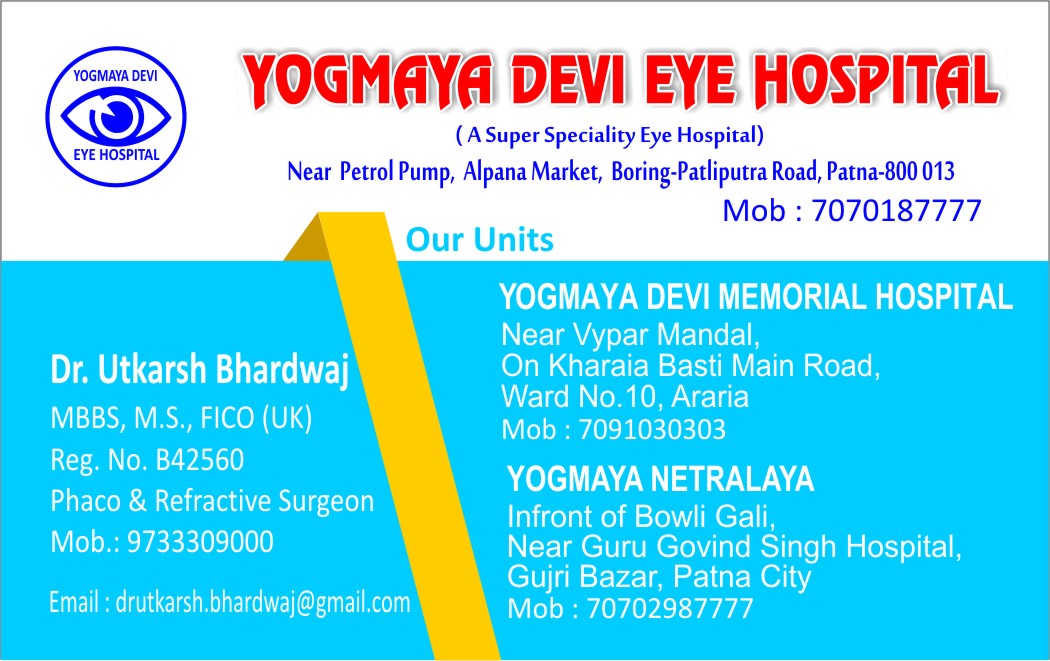 YOGMAYA DEVI
EYE HOSPITAL
YOGMAYA DEVI EYE HOSPITAL
( A Super Speciality Eye Hospital)
Near Petrol Pump, Alpana Market, Boring-Patliputra Road, Patna-800 013
Mob : 7070187777
Our Units
Dr. Utkarsh Bhardwaj
MBBS, M.S., FICO (UK)
Reg. No. B42560
Phaco & Refractive Surgeon
Mob.: 9733309000
Email : drutkarsh.bhardwaj@gmail.com
YOGMAYA DEVI MEMORIAL HOSPITAL
Near Vypar Mandal,
On Kharaia Basti Main Road,
Ward No.10, Araria
Mob : 7091030303
YOGMAYA NETRALAYA
Infront of Bowli Gali,
Near Guru Govind Singh Hospital,
Gujri Bazar, Patna City
Mob : 70702987777